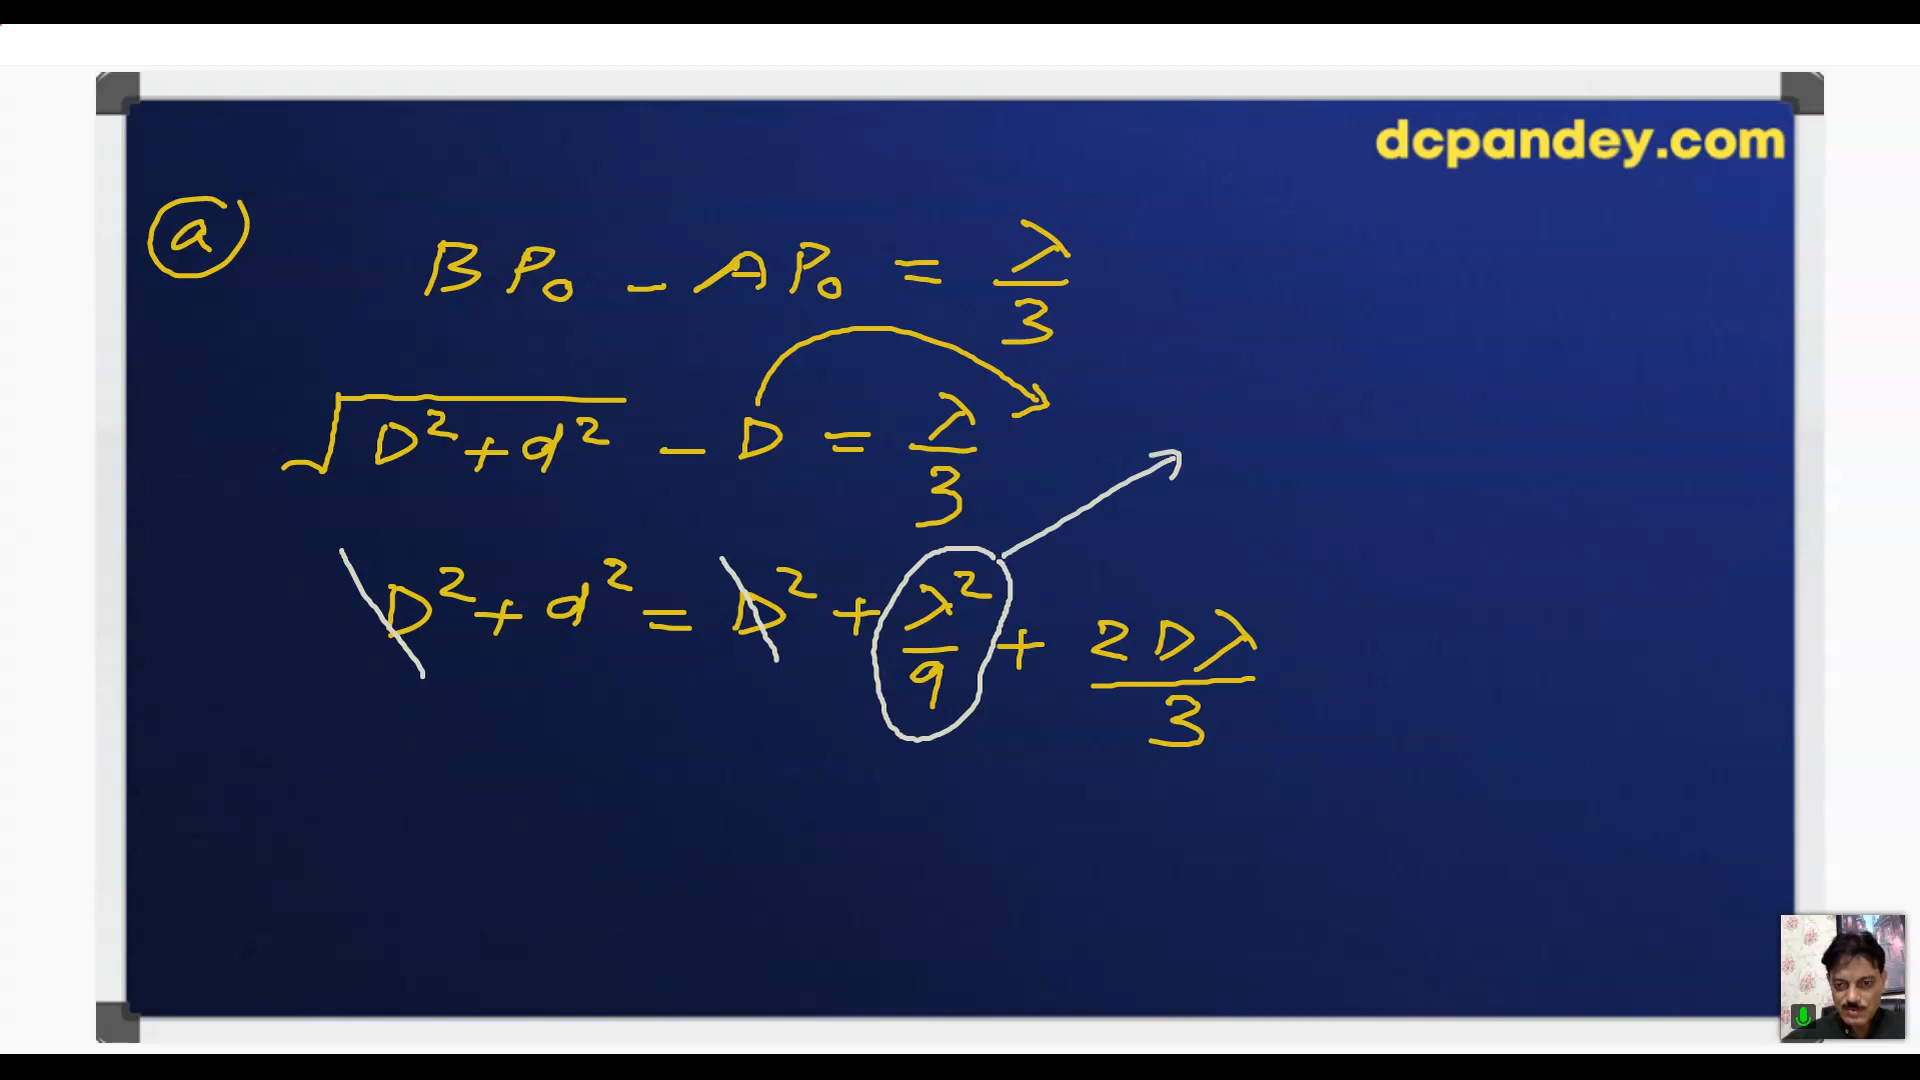 dcpandey.com
(a) BP₀ - AP₀ = λ/3
√(D² + d²) - D = λ/3
D² + d² = D² + λ²/9 + 2Dλ/3